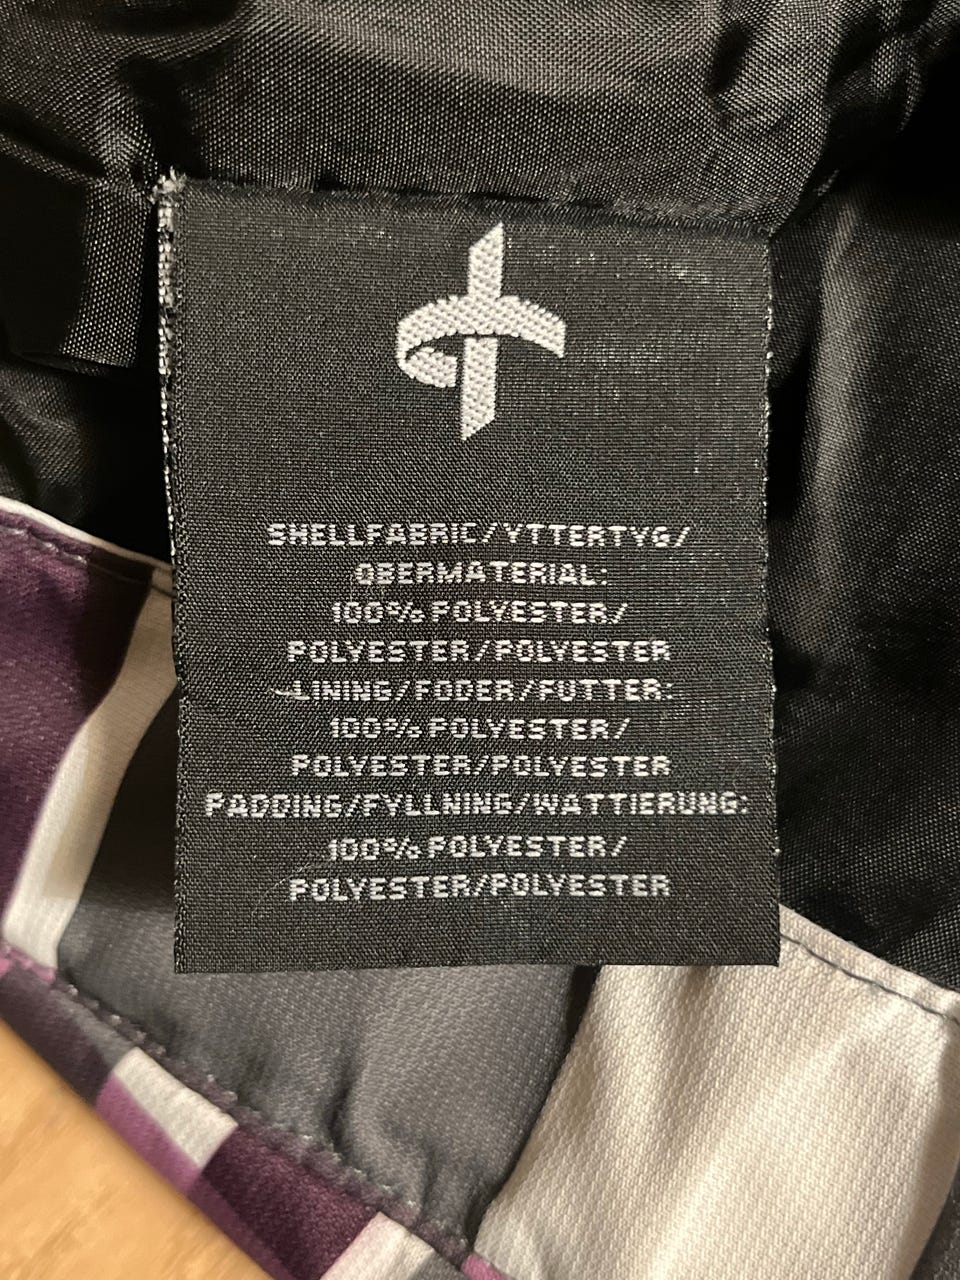 SHELLFABRIC/YTTERTYG/
OBERMATERIAL:
100% POLYESTER/
POLYESTER/POLYESTER
LINING/FODER/FUTTER:
100% POLYESTER/
POLYESTER/POLYESTER
PADDING/FYLLNING/WATTIERUNG:
100% POLYESTER/
POLYESTER/POLYESTER